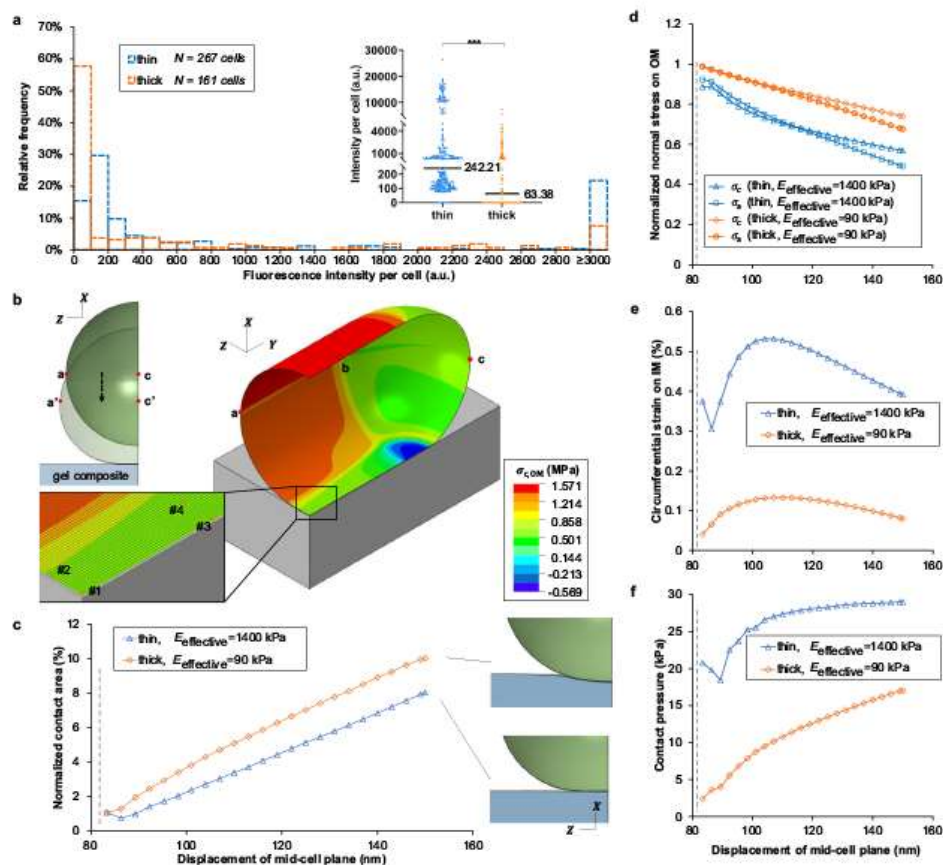 a
70%
60%
50%
40%
30%
20%
10%
0%
Relative frequency
thin N = 267 cells
thick N = 161 cells
0 200 400 600 800 1000 1200 1400 1600 1800 2000 2200 2400 2600 2800 ≥3000
Fluorescence intensity per cell (a.u.)
30000
20000
10000
4000
1000
200
100
0
Intensity per cell (a.u.)
***
242.21
63.38
thin thick
b
X
Z
a c
a' c'
gel composite
X
Z Y
a
b
c
#4
#3
#2
#1
σc,OM (MPa)
1.571
1.214
0.858
0.501
0.144
-0.213
-0.569
c
12
10
8
6
4
2
0
Normalized contact area (%)
thin, Eeffective=1400 kPa
thick, Eeffective=90 kPa
80 100 120 140 160
Displacement of mid-cell plane (nm)
X
Z
d
1.2
1
0.8
0.6
0.4
0.2
0
Normalized normal stress on OM
σc (thin, Eeffective=1400 kPa)
σa (thin, Eeffective=1400 kPa)
σc (thick, Eeffective=90 kPa)
σa (thick, Eeffective=90 kPa)
80 100 120 140 160
e
0.6
0.5
0.4
0.3
0.2
0.1
0
Circumferential strain on IM (%)
thin, Eeffective=1400 kPa
thick, Eeffective=90 kPa
80 100 120 140 160
f
30
25
20
15
10
5
0
Contact pressure (kPa)
thin, Eeffective=1400 kPa
thick, Eeffective=90 kPa
80 100 120 140 160
Displacement of mid-cell plane (nm)